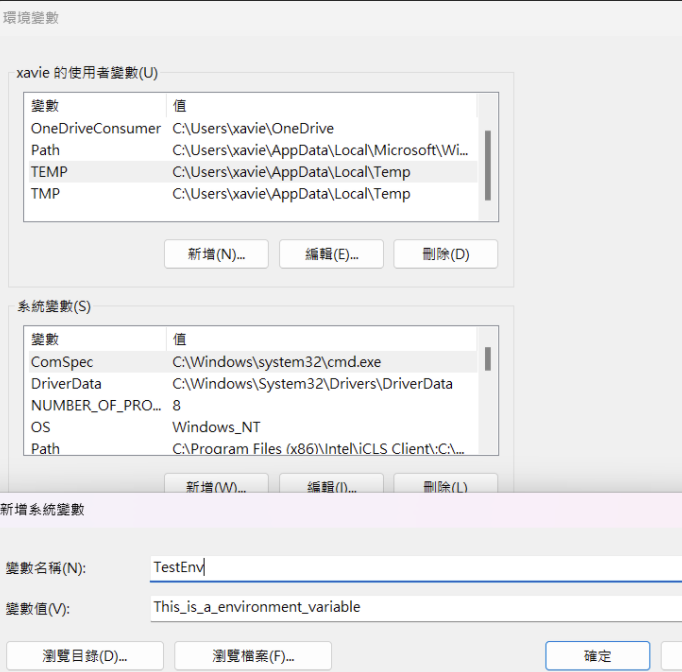 環境變數
xavie 的使用者變數(U)
變數 值
OneDriveConsumer C:\Users\xavie\OneDrive
Path C:\Users\xavie\AppData\Local\Microsoft\Wi...
TEMP C:\Users\xavie\AppData\Local\Temp
TMP C:\Users\xavie\AppData\Local\Temp
新增(N)... 編輯(E)... 刪除(D)
系統變數(S)
變數 值
ComSpec C:\Windows\system32\cmd.exe
DriverData C:\Windows\System32\Drivers\DriverData
NUMBER_OF_PRO... 8
OS Windows_NT
Path C:\Program Files (x86)\Intel\iCLS Client\;C:\...
新增(W)... 編輯(I)... 刪除(L)
新增系統變數
變數名稱(N): TestEnv
變數值(V): This_is_a_environment_variable
瀏覽目錄(D)... 瀏覽檔案(F)... 確定